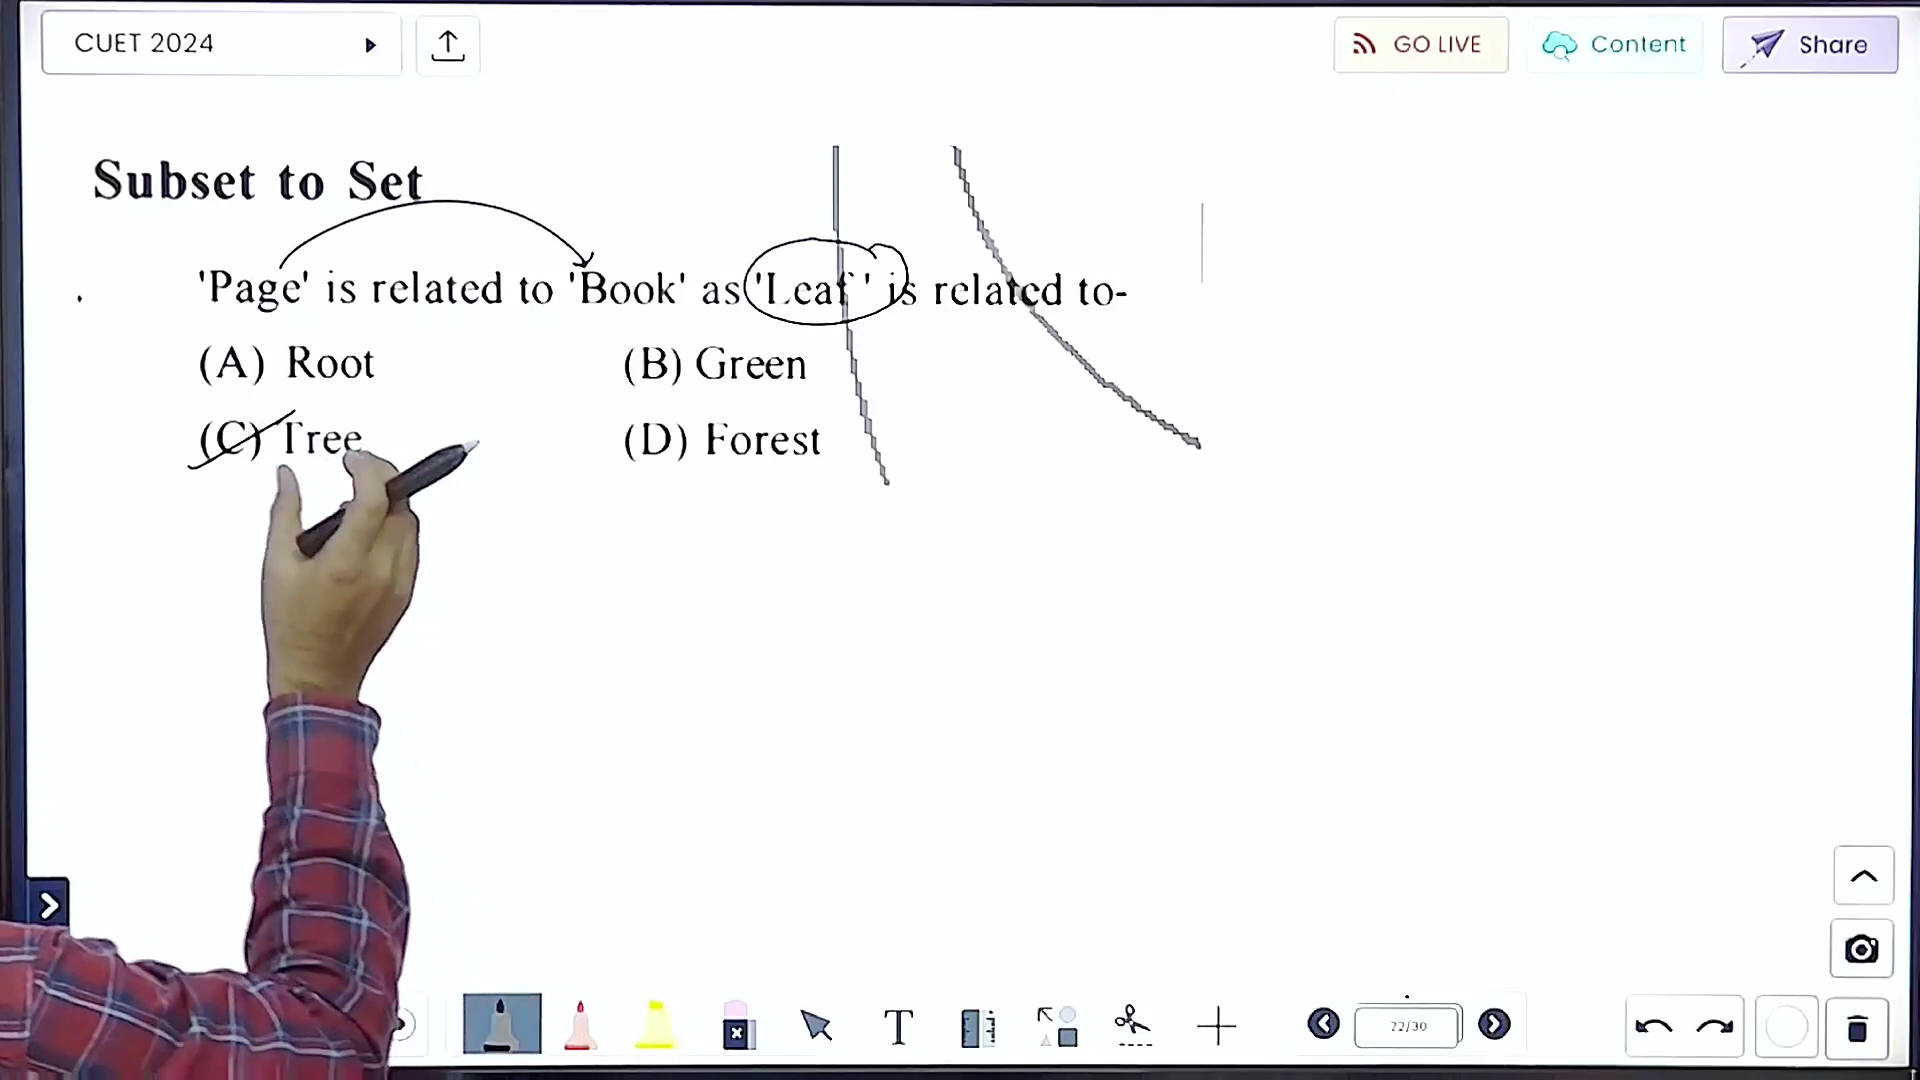 CUET 2024
GO LIVE
Content
Share
Subset to Set
'Page' is related to 'Book' as 'Leaf' is related to-
(A) Root
(B) Green
(C) Tree
(D) Forest
T
22/30